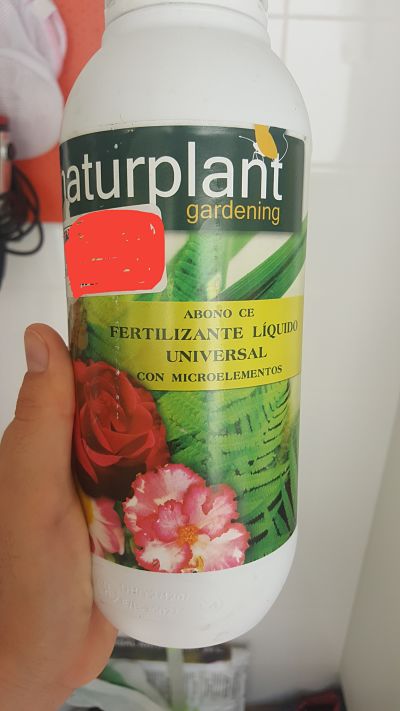 naturplant
gardening
ABONO CE
FERTILIZANTE LÍQUIDO
UNIVERSAL
CON MICROELEMENTOS